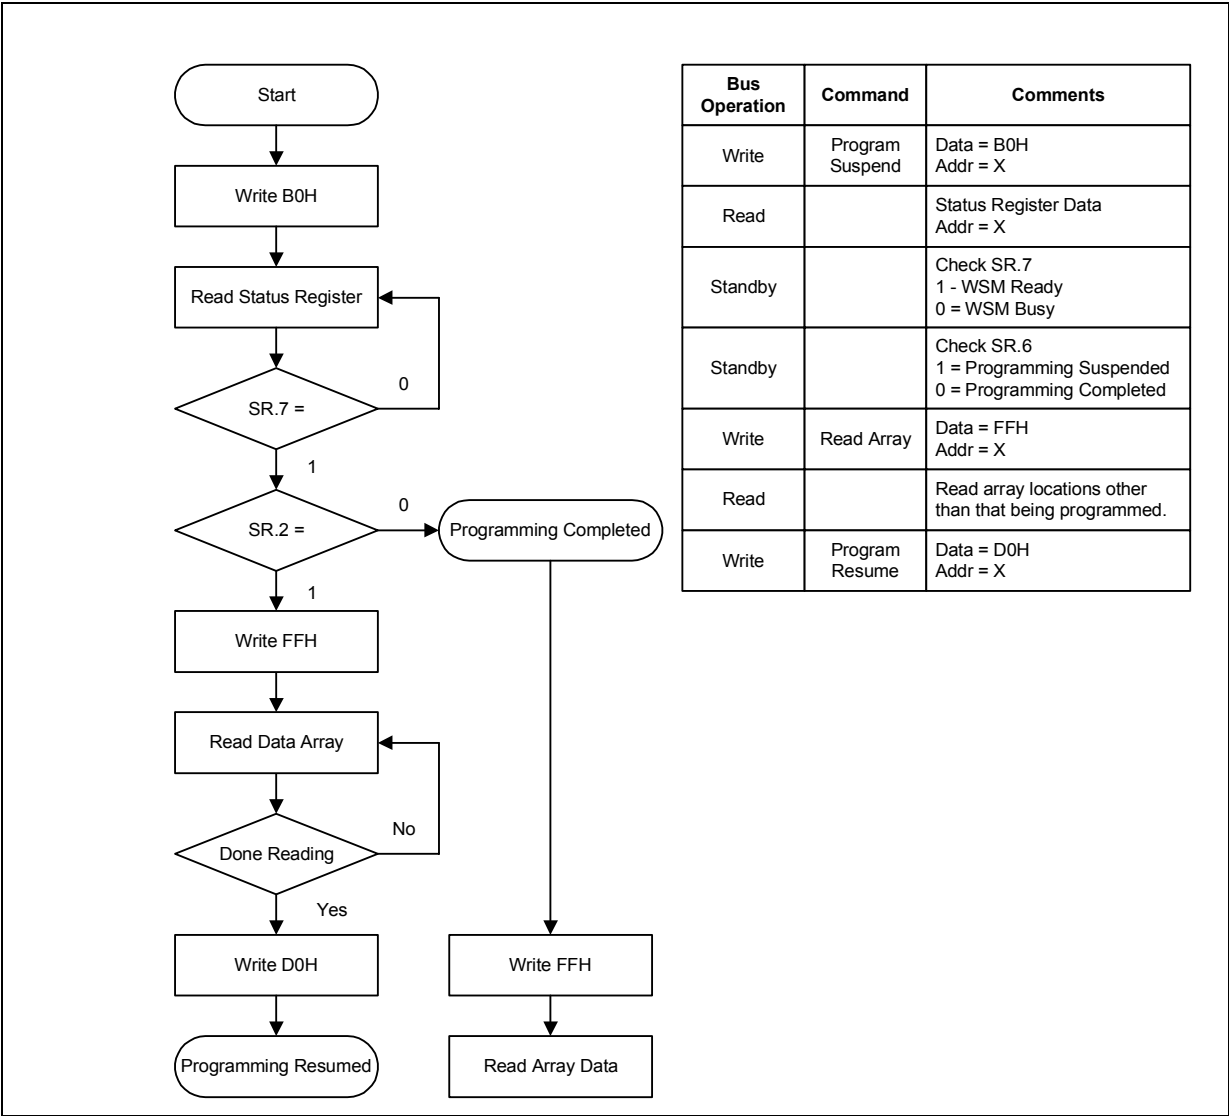 Start
Write B0H
Read Status Register
0
SR.7 =
1
0
SR.2 =
Programming Completed
1
Write FFH
Read Data Array
No
Done Reading
Yes
Write D0H
Write FFH
Programming Resumed
Read Array Data
Bus
Operation
Command
Comments
Write
Program
Suspend
Data = B0H
Addr = X
Read
Status Register Data
Addr = X
Standby
Check SR.7
1 - WSM Ready
0 = WSM Busy
Standby
Check SR.6
1 = Programming Suspended
0 = Programming Completed
Write
Read Array
Data = FFH
Addr = X
Read
Read array locations other
than that being programmed.
Write
Program
Resume
Data = D0H
Addr = X